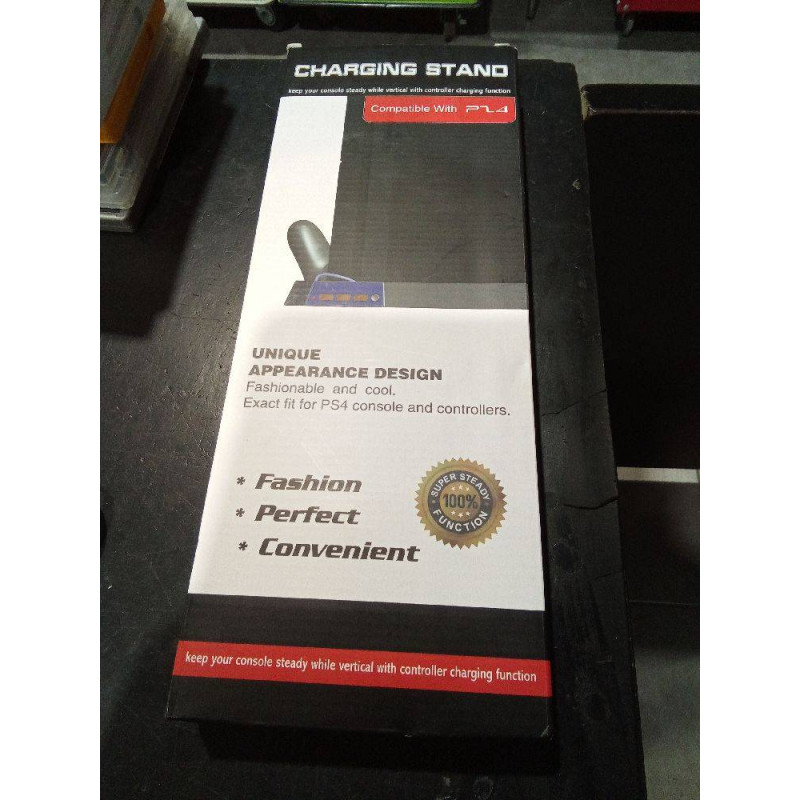 CHARGING STAND
keep your console steady while vertical with controller charging function
Compatible With PS4
UNIQUE
APPEARANCE DESIGN
Fashionable and cool.
Exact fit for PS4 console and controllers.
* Fashion
* Perfect
* Convenient
SUPER STEADY
100%
FUNCTION
keep your console steady while vertical with controller charging function